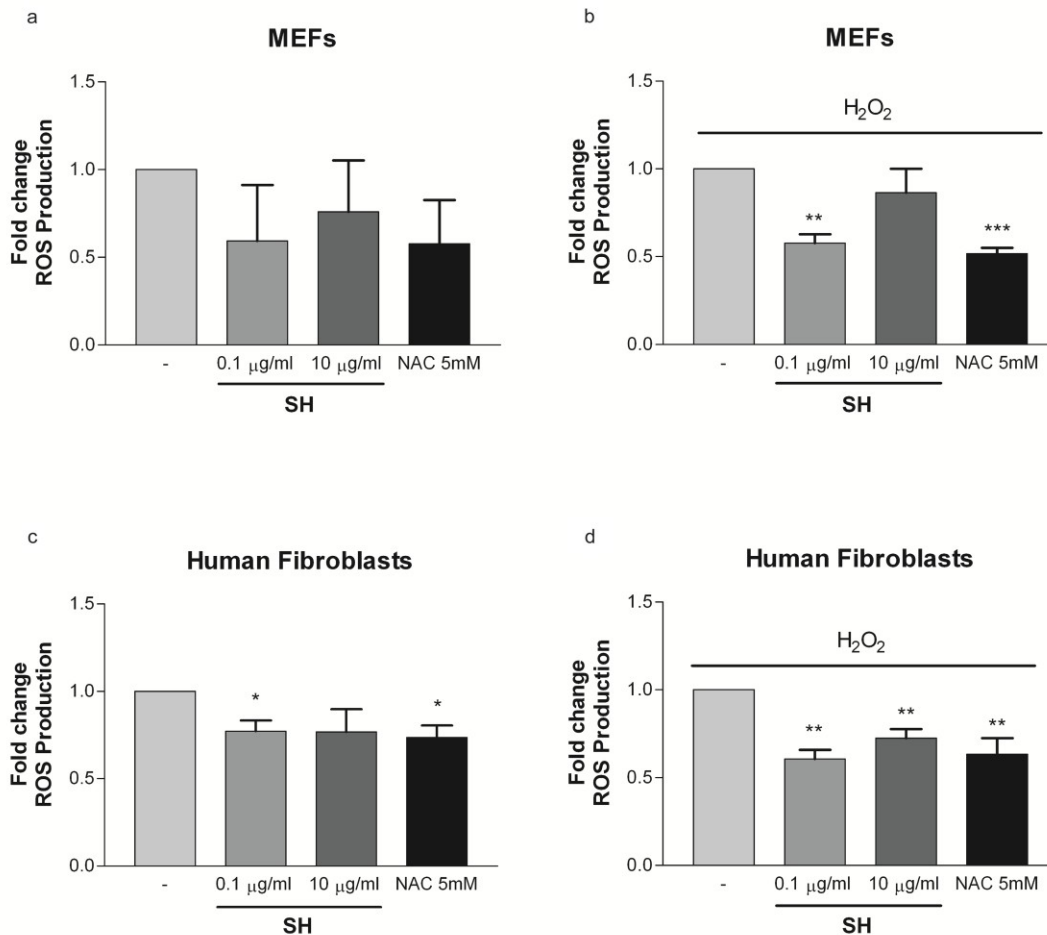 a
MEFs
Fold change
ROS Production
1.5
1.0
0.5
0.0
-
0.1 μg/ml
10 μg/ml
NAC 5mM
SH
b
MEFs
H₂O₂
Fold change
ROS Production
1.5
1.0
0.5
0.0
**
***
-
0.1 μg/ml
10 μg/ml
NAC 5mM
SH
c
Human Fibroblasts
Fold change
ROS Production
1.5
1.0
0.5
0.0
*
*
-
0.1 μg/ml
10 μg/ml
NAC 5mM
SH
d
Human Fibroblasts
H₂O₂
Fold change
ROS Production
1.5
1.0
0.5
0.0
**
**
**
-
0.1 μg/ml
10 μg/ml
NAC 5mM
SH